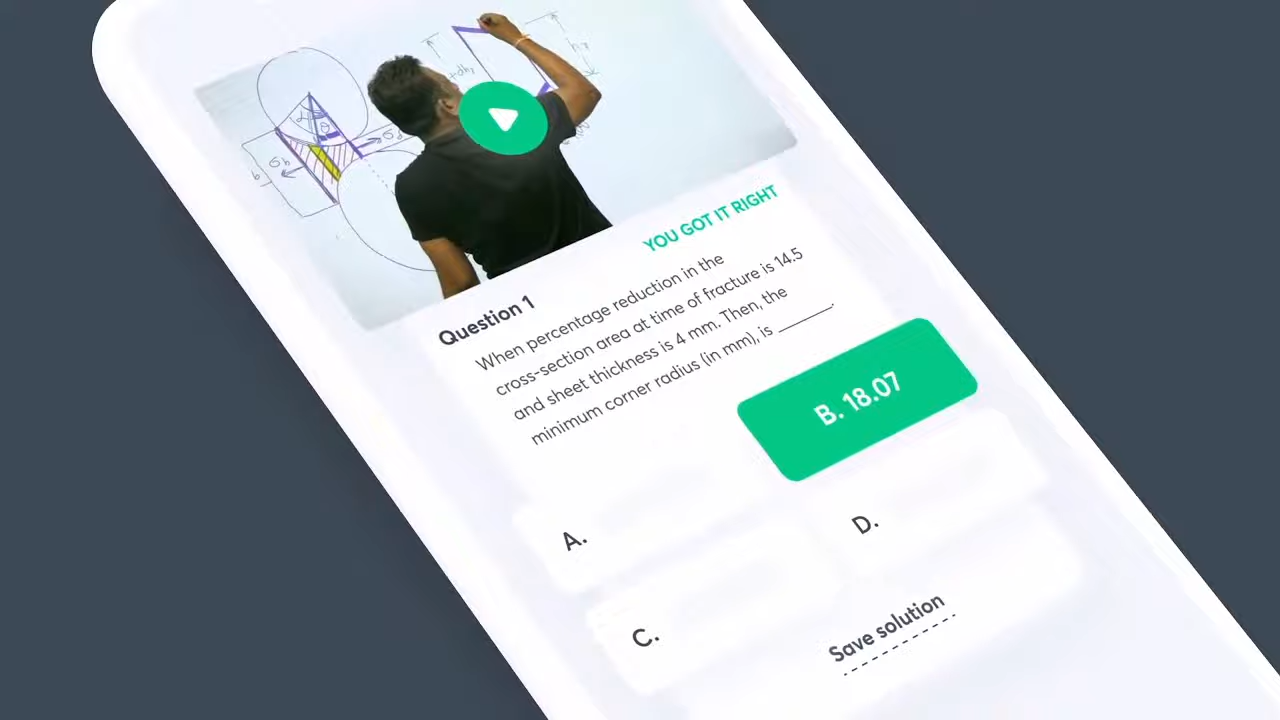 YOU GOT IT RIGHT
Question 1
When percentage reduction in the
cross-section area at time of fracture is 14.5
and sheet thickness is 4 mm. Then, the
minimum corner radius (in mm), is ______.
B. 18.07
A.
D.
C.
Save solution